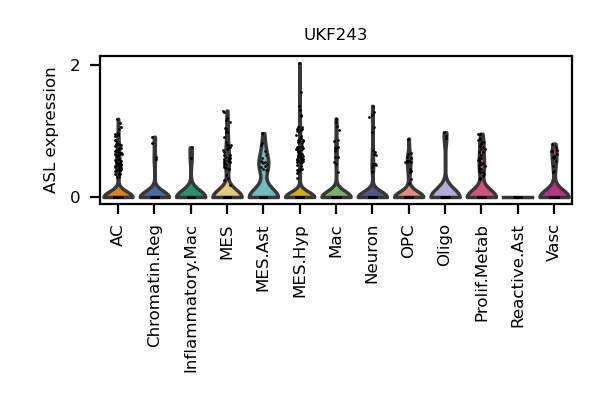 UKF243
ASL expression
2
0
AC
Chromatin.Reg
Inflammatory.Mac
MES
MES.Ast
MES.Hyp
Mac
Neuron
OPC
Oligo
Prolif.Metab
Reactive.Ast
Vasc